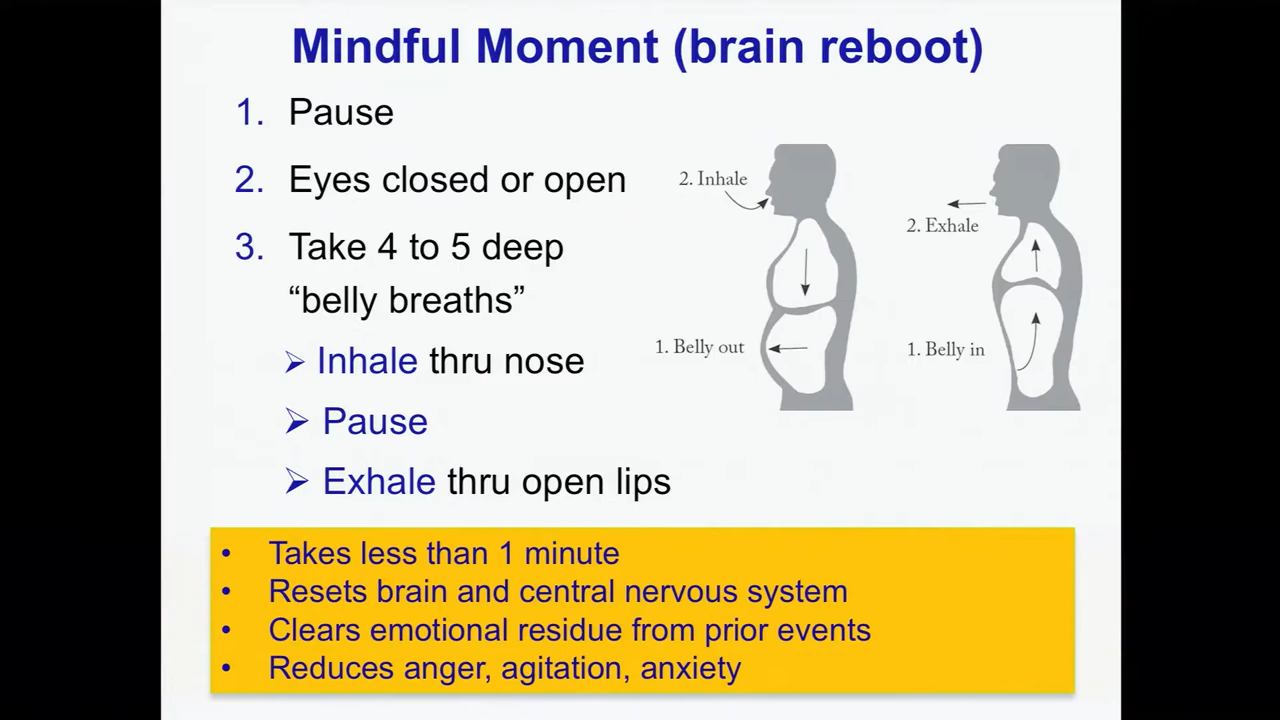 Mindful Moment (brain reboot)
1. Pause
2. Eyes closed or open
3. Take 4 to 5 deep
“belly breaths”
➢ Inhale thru nose
➢ Pause
➢ Exhale thru open lips
2. Inhale
1. Belly out
2. Exhale
1. Belly in
• Takes less than 1 minute
• Resets brain and central nervous system
• Clears emotional residue from prior events
• Reduces anger, agitation, anxiety